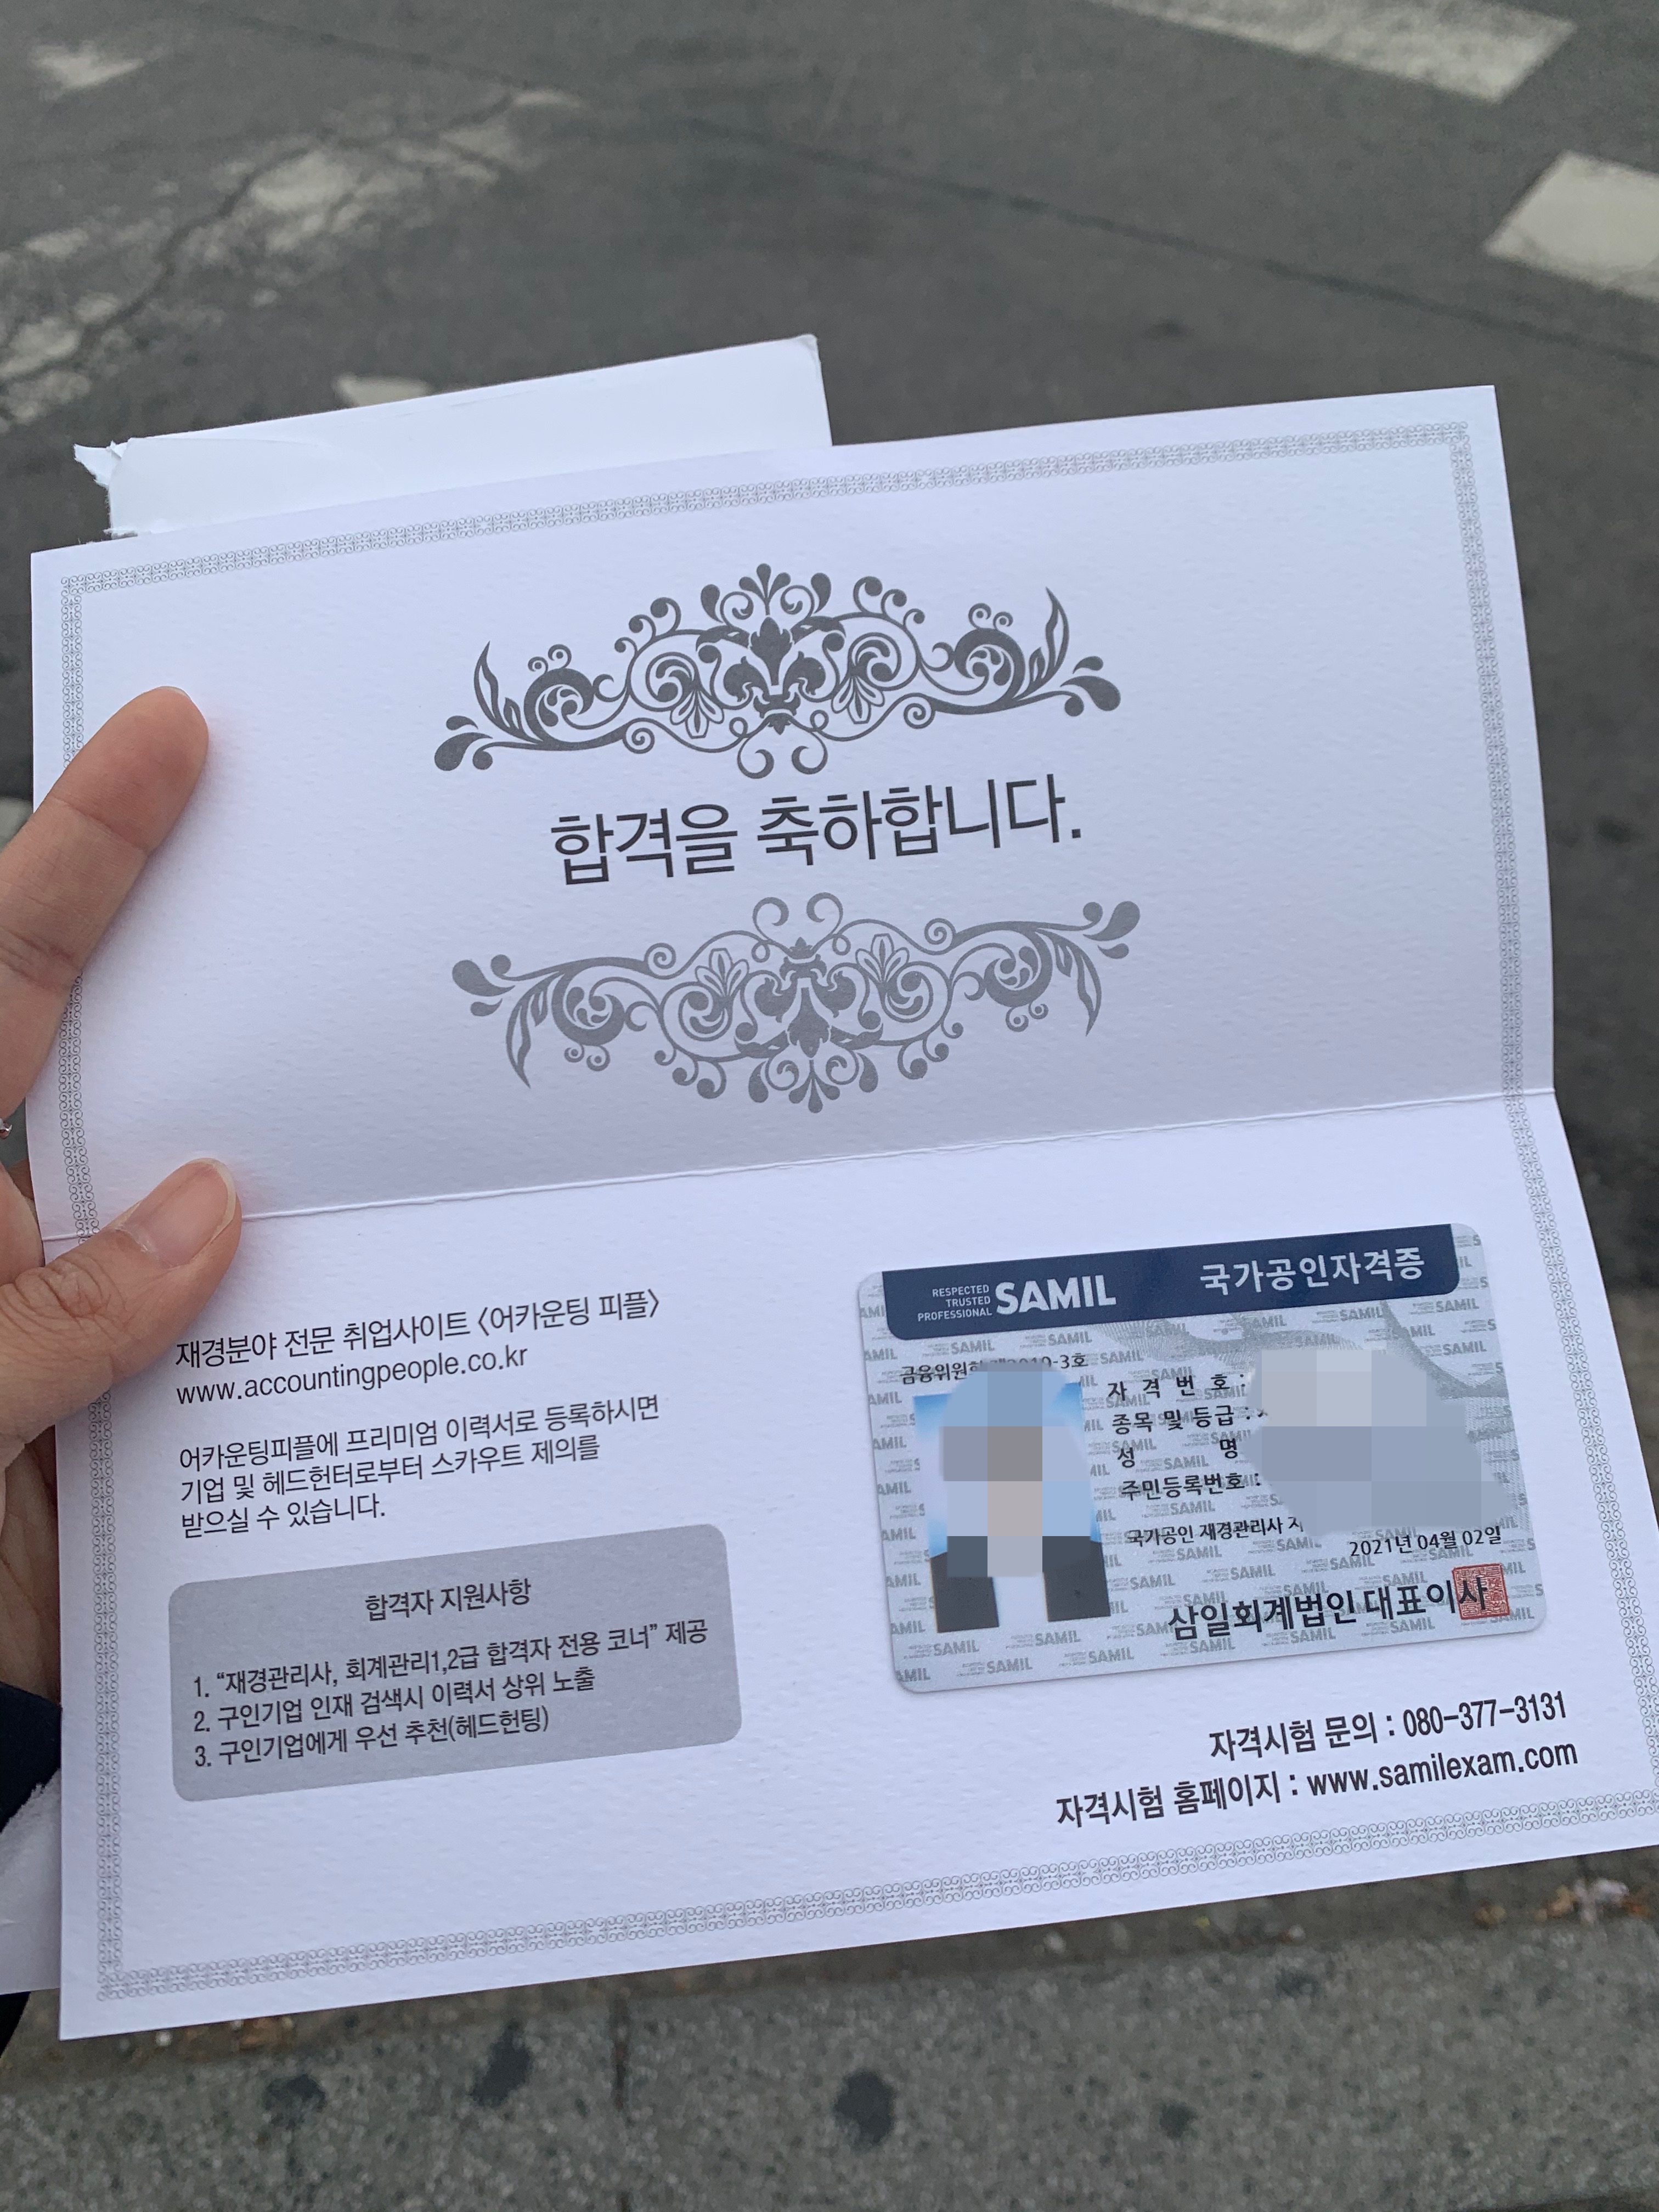 합격을 축하합니다.
재경분야 전문 취업사이트 <어카운팅 피플>
www.accountingpeople.co.kr
어카운팅피플에 프리미엄 이력서로 등록하시면
기업 및 헤드헌터로부터 스카우트 제의를
받으실 수 있습니다.
합격자 지원사항
1. “재경관리사, 회계관리1,2급 합격자 전용 코너” 제공
2. 구인기업 인재 검색시 이력서 상위 노출
3. 구인기업에게 우선 추천(헤드헌팅)
RESPECTED
TRUSTED
PROFESSIONAL
SAMIL 국가공인자격증
자 격 번 호 :
종목 및 등급 :
성 명
주민등록번호 :
국가공인 재경관리사
2021년 04월 02일
삼일회계법인 대표이사
자격시험 문의 : 080-377-3131
자격시험 홈페이지 : www.samilexam.com